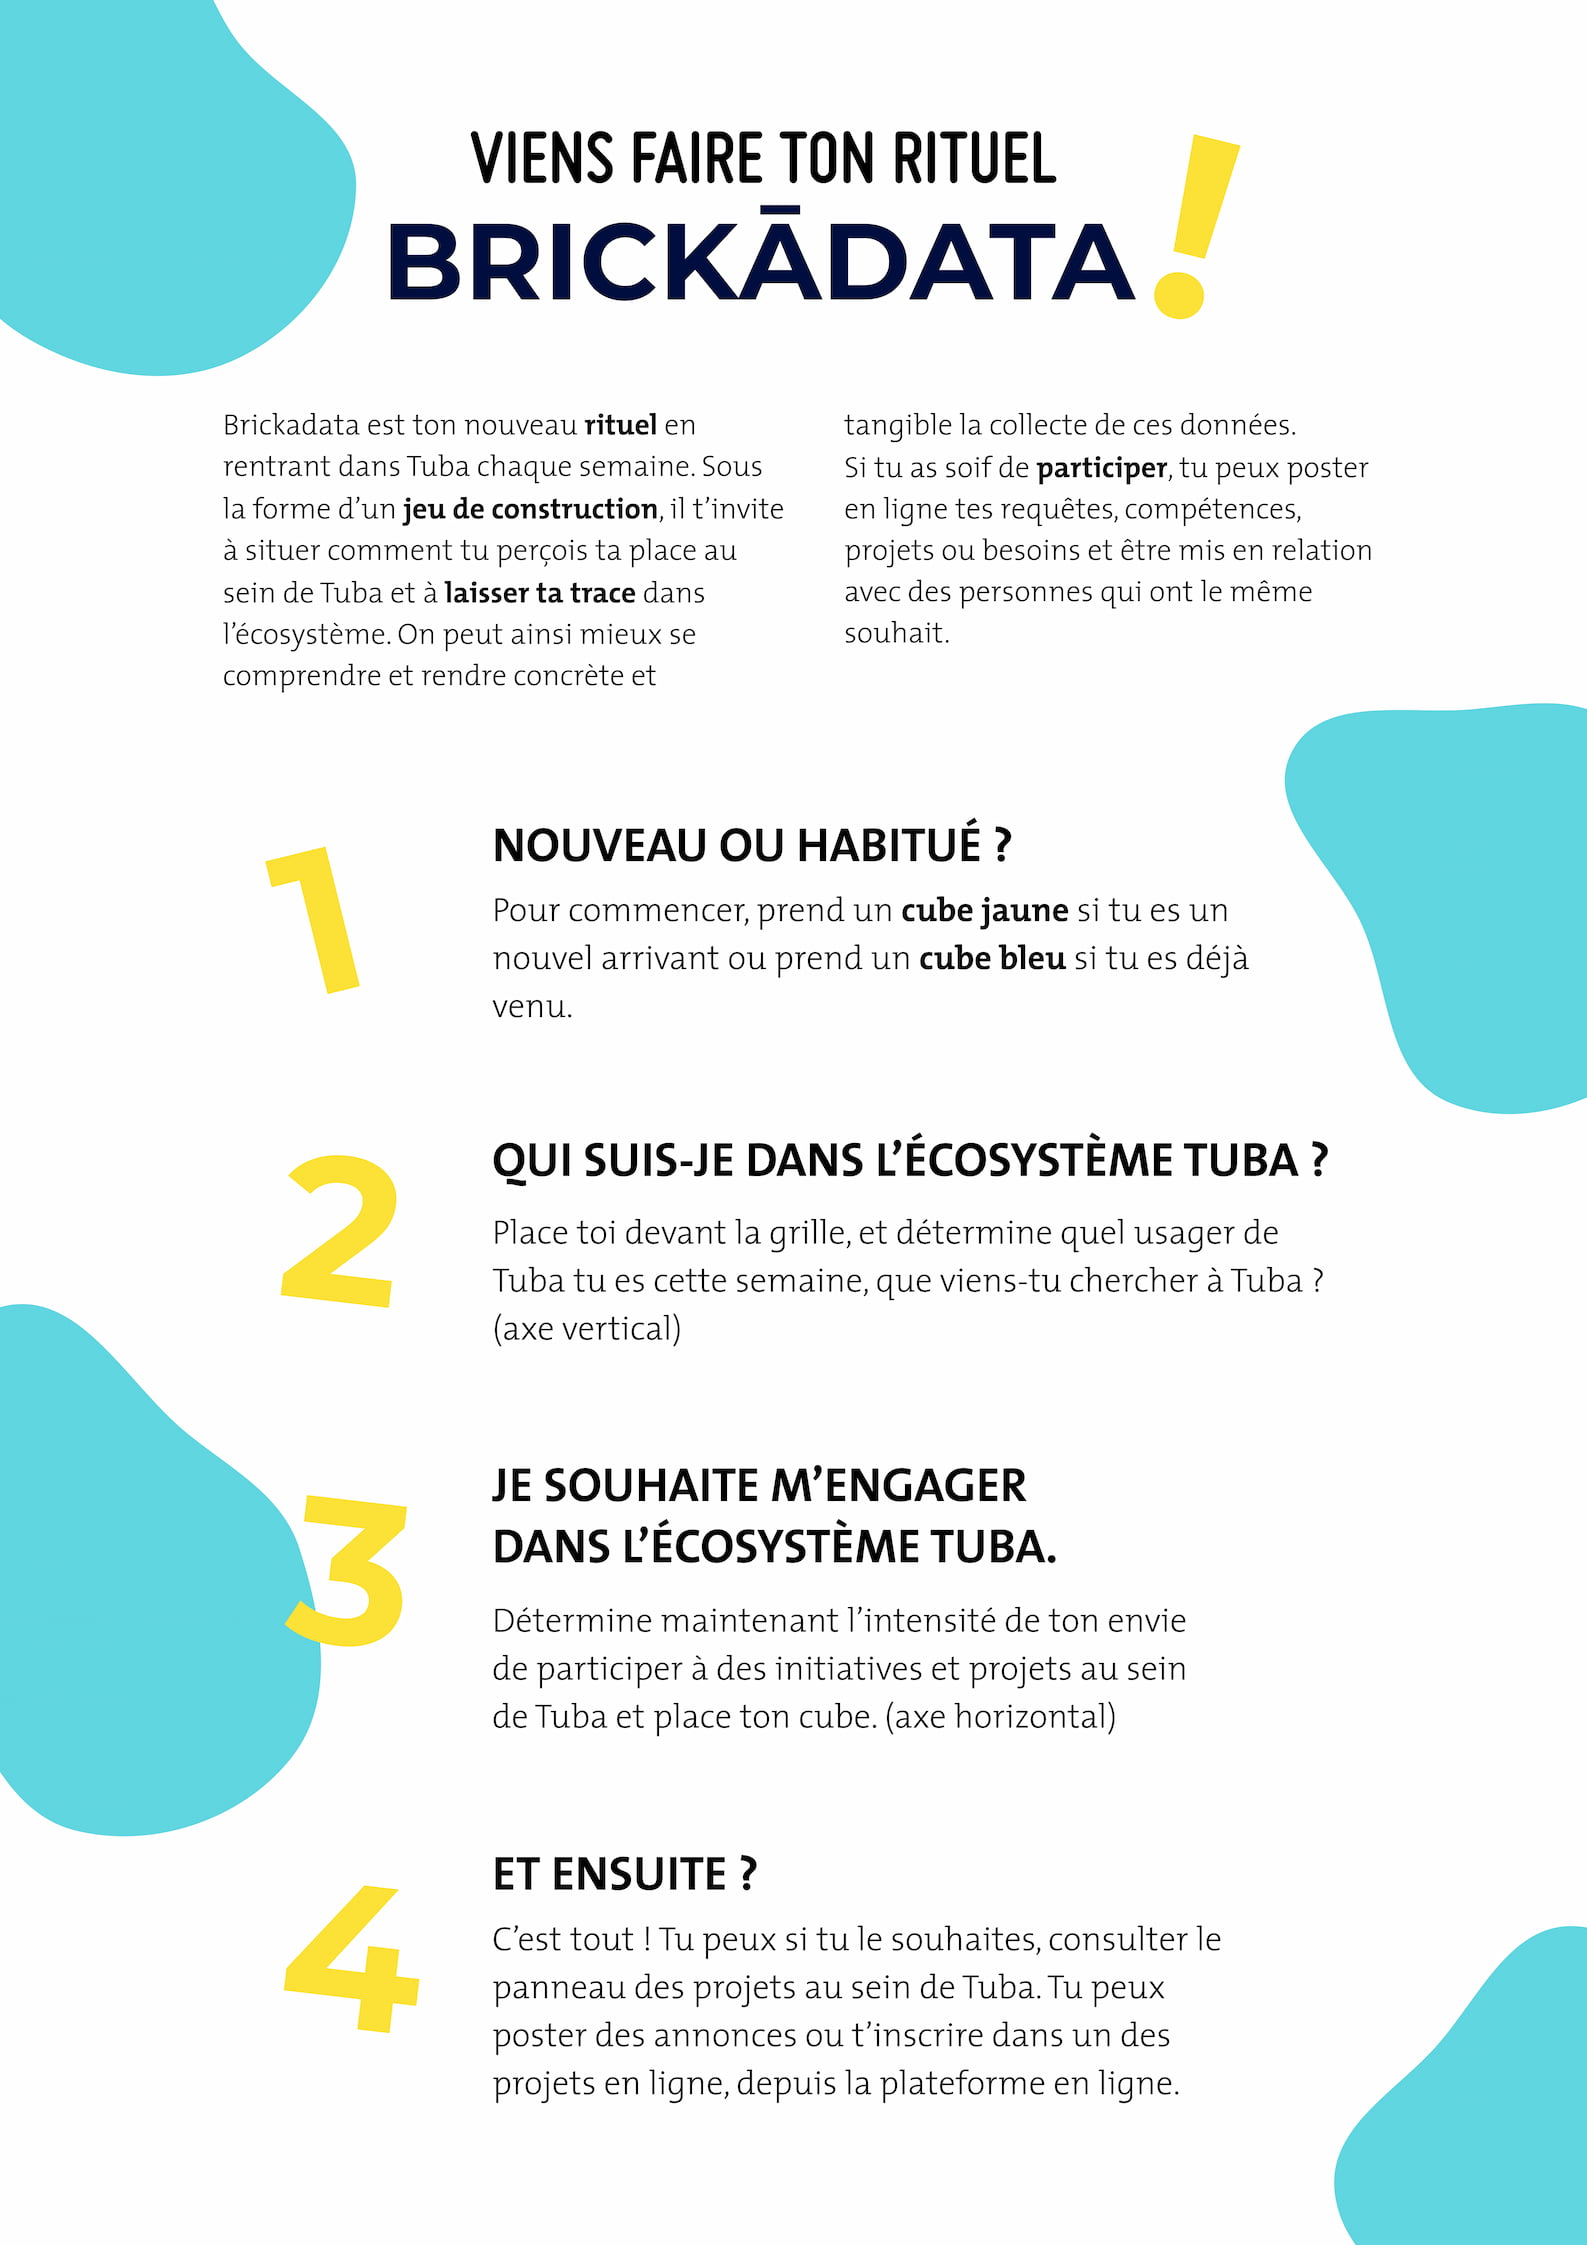 VIENS FAIRE TON RITUEL
BRICKĀDATA!
Brickadata est ton nouveau rituel en
rentrant dans Tuba chaque semaine. Sous
la forme d’un jeu de construction, il t’invite
à situer comment tu perçois ta place au
sein de Tuba et à laisser ta trace dans
l’écosystème. On peut ainsi mieux se
comprendre et rendre concrète et
tangible la collecte de ces données.
Si tu as soif de participer, tu peux poster
en ligne tes requêtes, compétences,
projets ou besoins et être mis en relation
avec des personnes qui ont le même
souhait.
1
NOUVEAU OU HABITUÉ ?
Pour commencer, prend un cube jaune si tu es un
nouvel arrivant ou prend un cube bleu si tu es déjà
venu.
2
QUI SUIS-JE DANS L’ÉCOSYSTÈME TUBA ?
Place toi devant la grille, et détermine quel usager de
Tuba tu es cette semaine, que viens-tu chercher à Tuba ?
(axe vertical)
3
JE SOUHAITE M’ENGAGER
DANS L’ÉCOSYSTÈME TUBA.
Détermine maintenant l’intensité de ton envie
de participer à des initiatives et projets au sein
de Tuba et place ton cube. (axe horizontal)
4
ET ENSUITE ?
C’est tout ! Tu peux si tu le souhaites, consulter le
panneau des projets au sein de Tuba. Tu peux
poster des annonces ou t’inscrire dans un des
projets en ligne, depuis la plateforme en ligne.